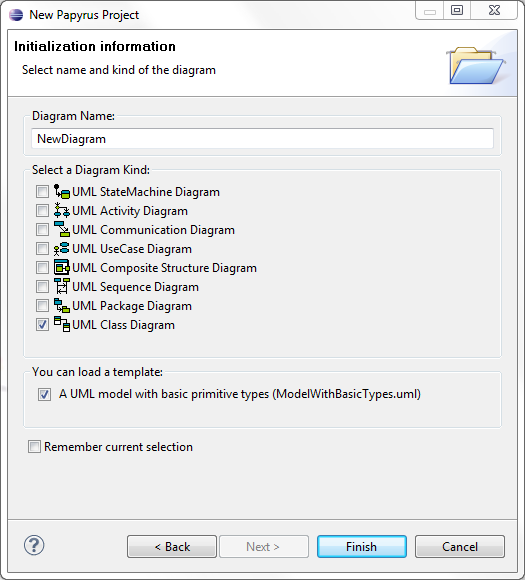 New Papyrus Project
Initialization information
Select name and kind of the diagram
Diagram Name:
NewDiagram
Select a Diagram Kind:
UML StateMachine Diagram
UML Activity Diagram
UML Communication Diagram
UML UseCase Diagram
UML Composite Structure Diagram
UML Sequence Diagram
UML Package Diagram
UML Class Diagram
You can load a template:
A UML model with basic primitive types (ModelWithBasicTypes.uml)
Remember current selection
? < Back Next > Finish Cancel